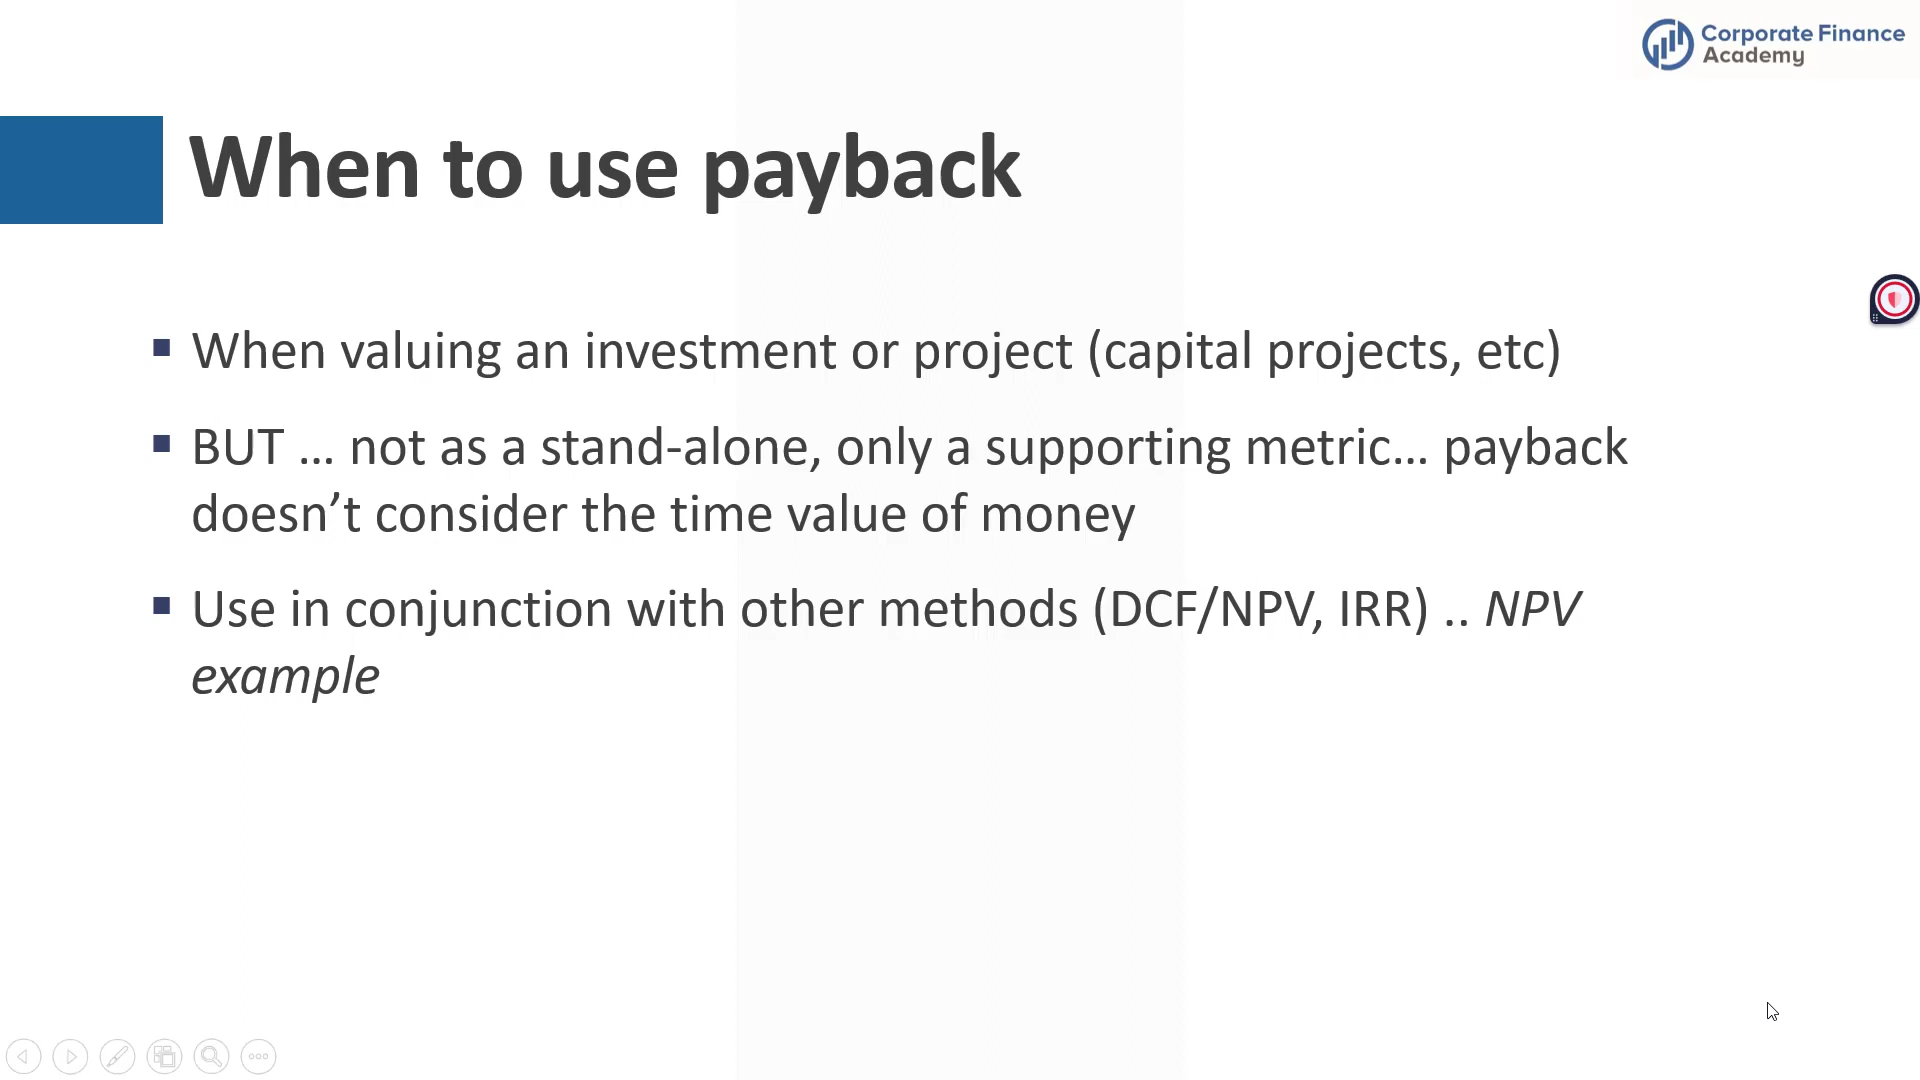 Corporate Finance
Academy
When to use payback
When valuing an investment or project (capital projects, etc)
BUT … not as a stand-alone, only a supporting metric… payback
doesn’t consider the time value of money
Use in conjunction with other methods (DCF/NPV, IRR) .. NPV
example